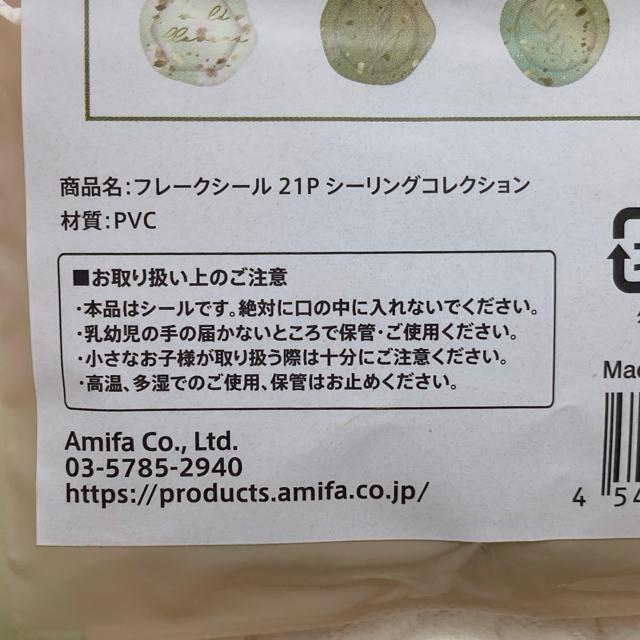 商品名：フレークシール 21P シーリングコレクション
材質：PVC
■お取り扱い上のご注意
・本品はシールです。絶対に口の中に入れないでください。
・乳幼児の手の届かないところで保管・ご使用ください。
・小さなお子様が取り扱う際は十分にご注意ください。
・高温、多湿でのご使用、保管はお止めください。
Amifa Co., Ltd.
03-5785-2940
https://products.amifa.co.jp/
4 54